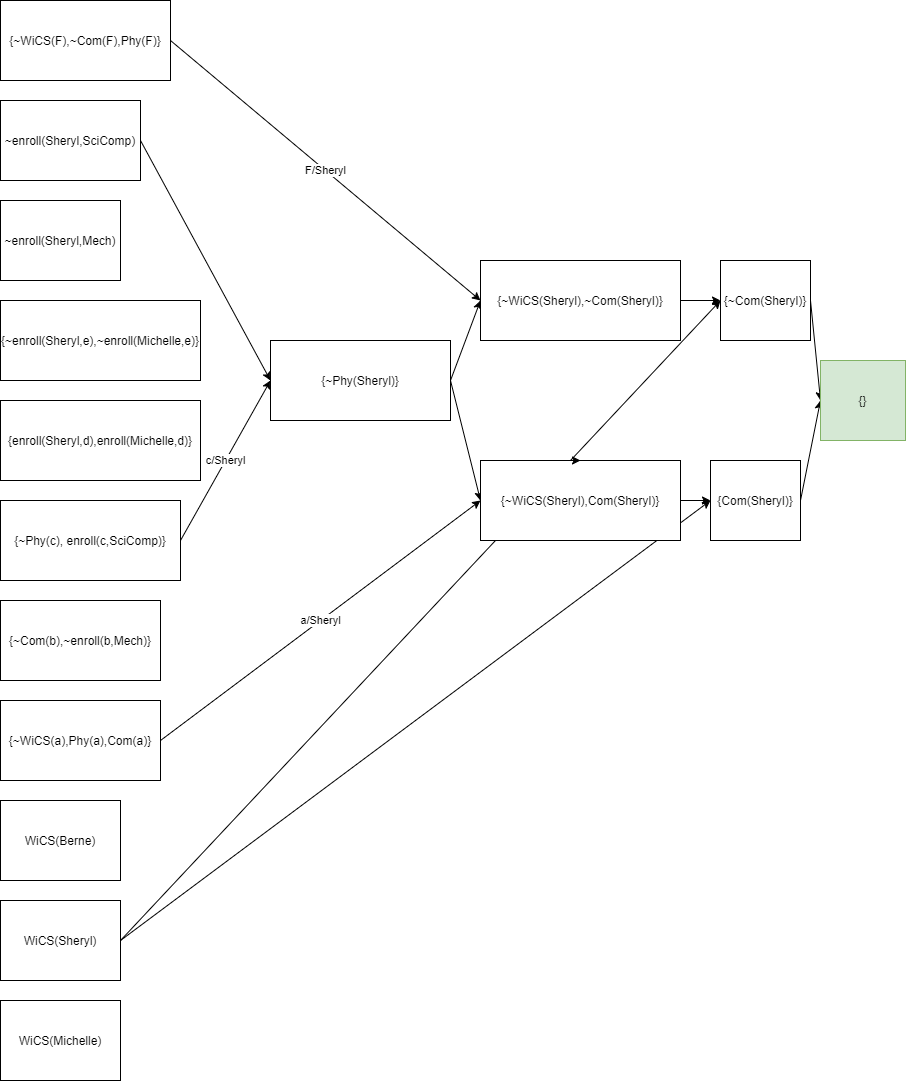 {~WiCS(F),~Com(F),Phy(F)}
~enroll(Sheryl,SciComp)
F/Sheryl
~enroll(Sheryl,Mech)
{~WiCS(Sheryl),~Com(Sheryl)}
{~Com(Sheryl)}
{~enroll(Sheryl,e),~enroll(Michelle,e)}
{~Phy(Sheryl)}
{}
{enroll(Sheryl,d),enroll(Michelle,d)}
c/Sheryl
{~WiCS(Sheryl),Com(Sheryl)}
{Com(Sheryl)}
{~Phy(c), enroll(c,SciComp)}
a/Sheryl
{~Com(b),~enroll(b,Mech)}
{~WiCS(a),Phy(a),Com(a)}
WiCS(Berne)
WiCS(Sheryl)
WiCS(Michelle)